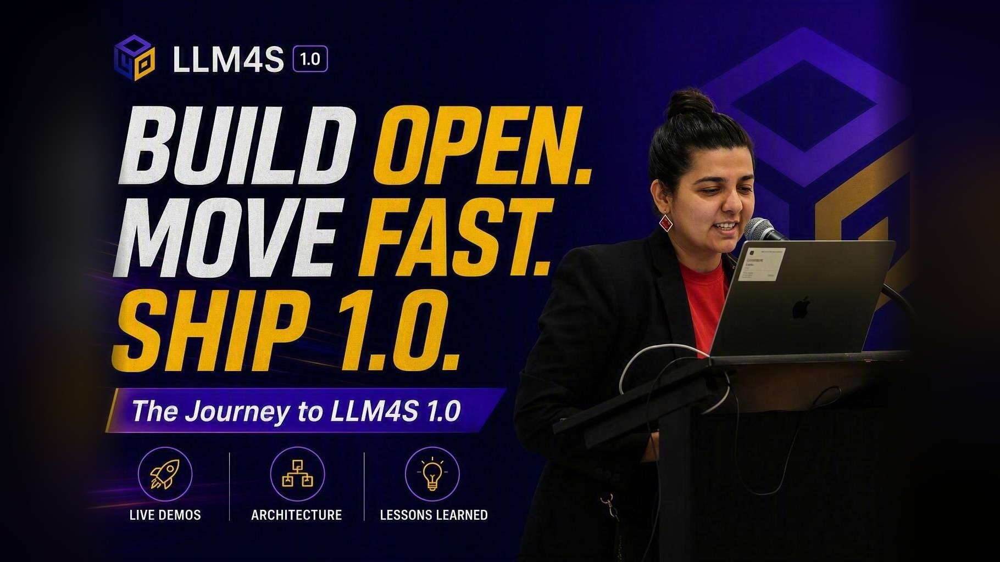 LLM4S 1.0
BUILD OPEN.
MOVE FAST.
SHIP 1.0.
The Journey to LLM4S 1.0
LIVE DEMOS
ARCHITECTURE
LESSONS LEARNED